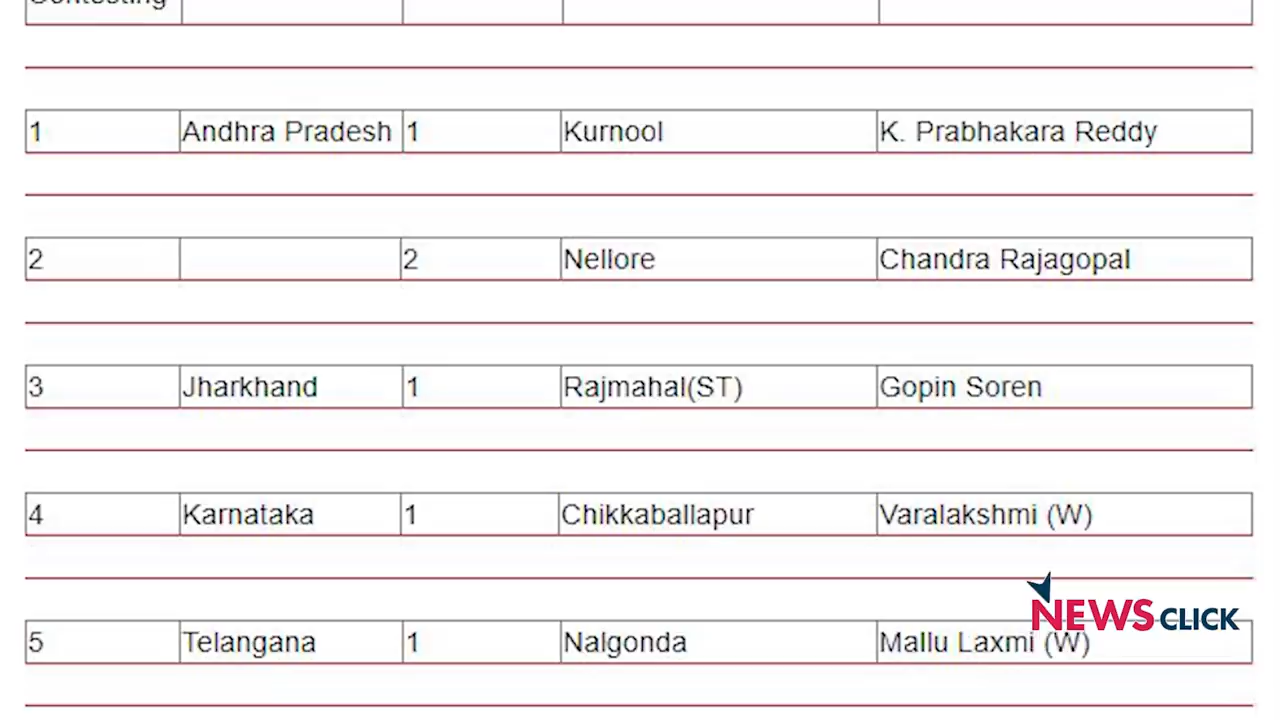 Contesting
1 Andhra Pradesh 1 Kurnool K. Prabhakara Reddy
2 2 Nellore Chandra Rajagopal
3 Jharkhand 1 Rajmahal(ST) Gopin Soren
4 Karnataka 1 Chikkaballapur Varalakshmi (W)
NEWSCLICK
5 Telangana 1 Nalgonda Mallu Laxmi (W)